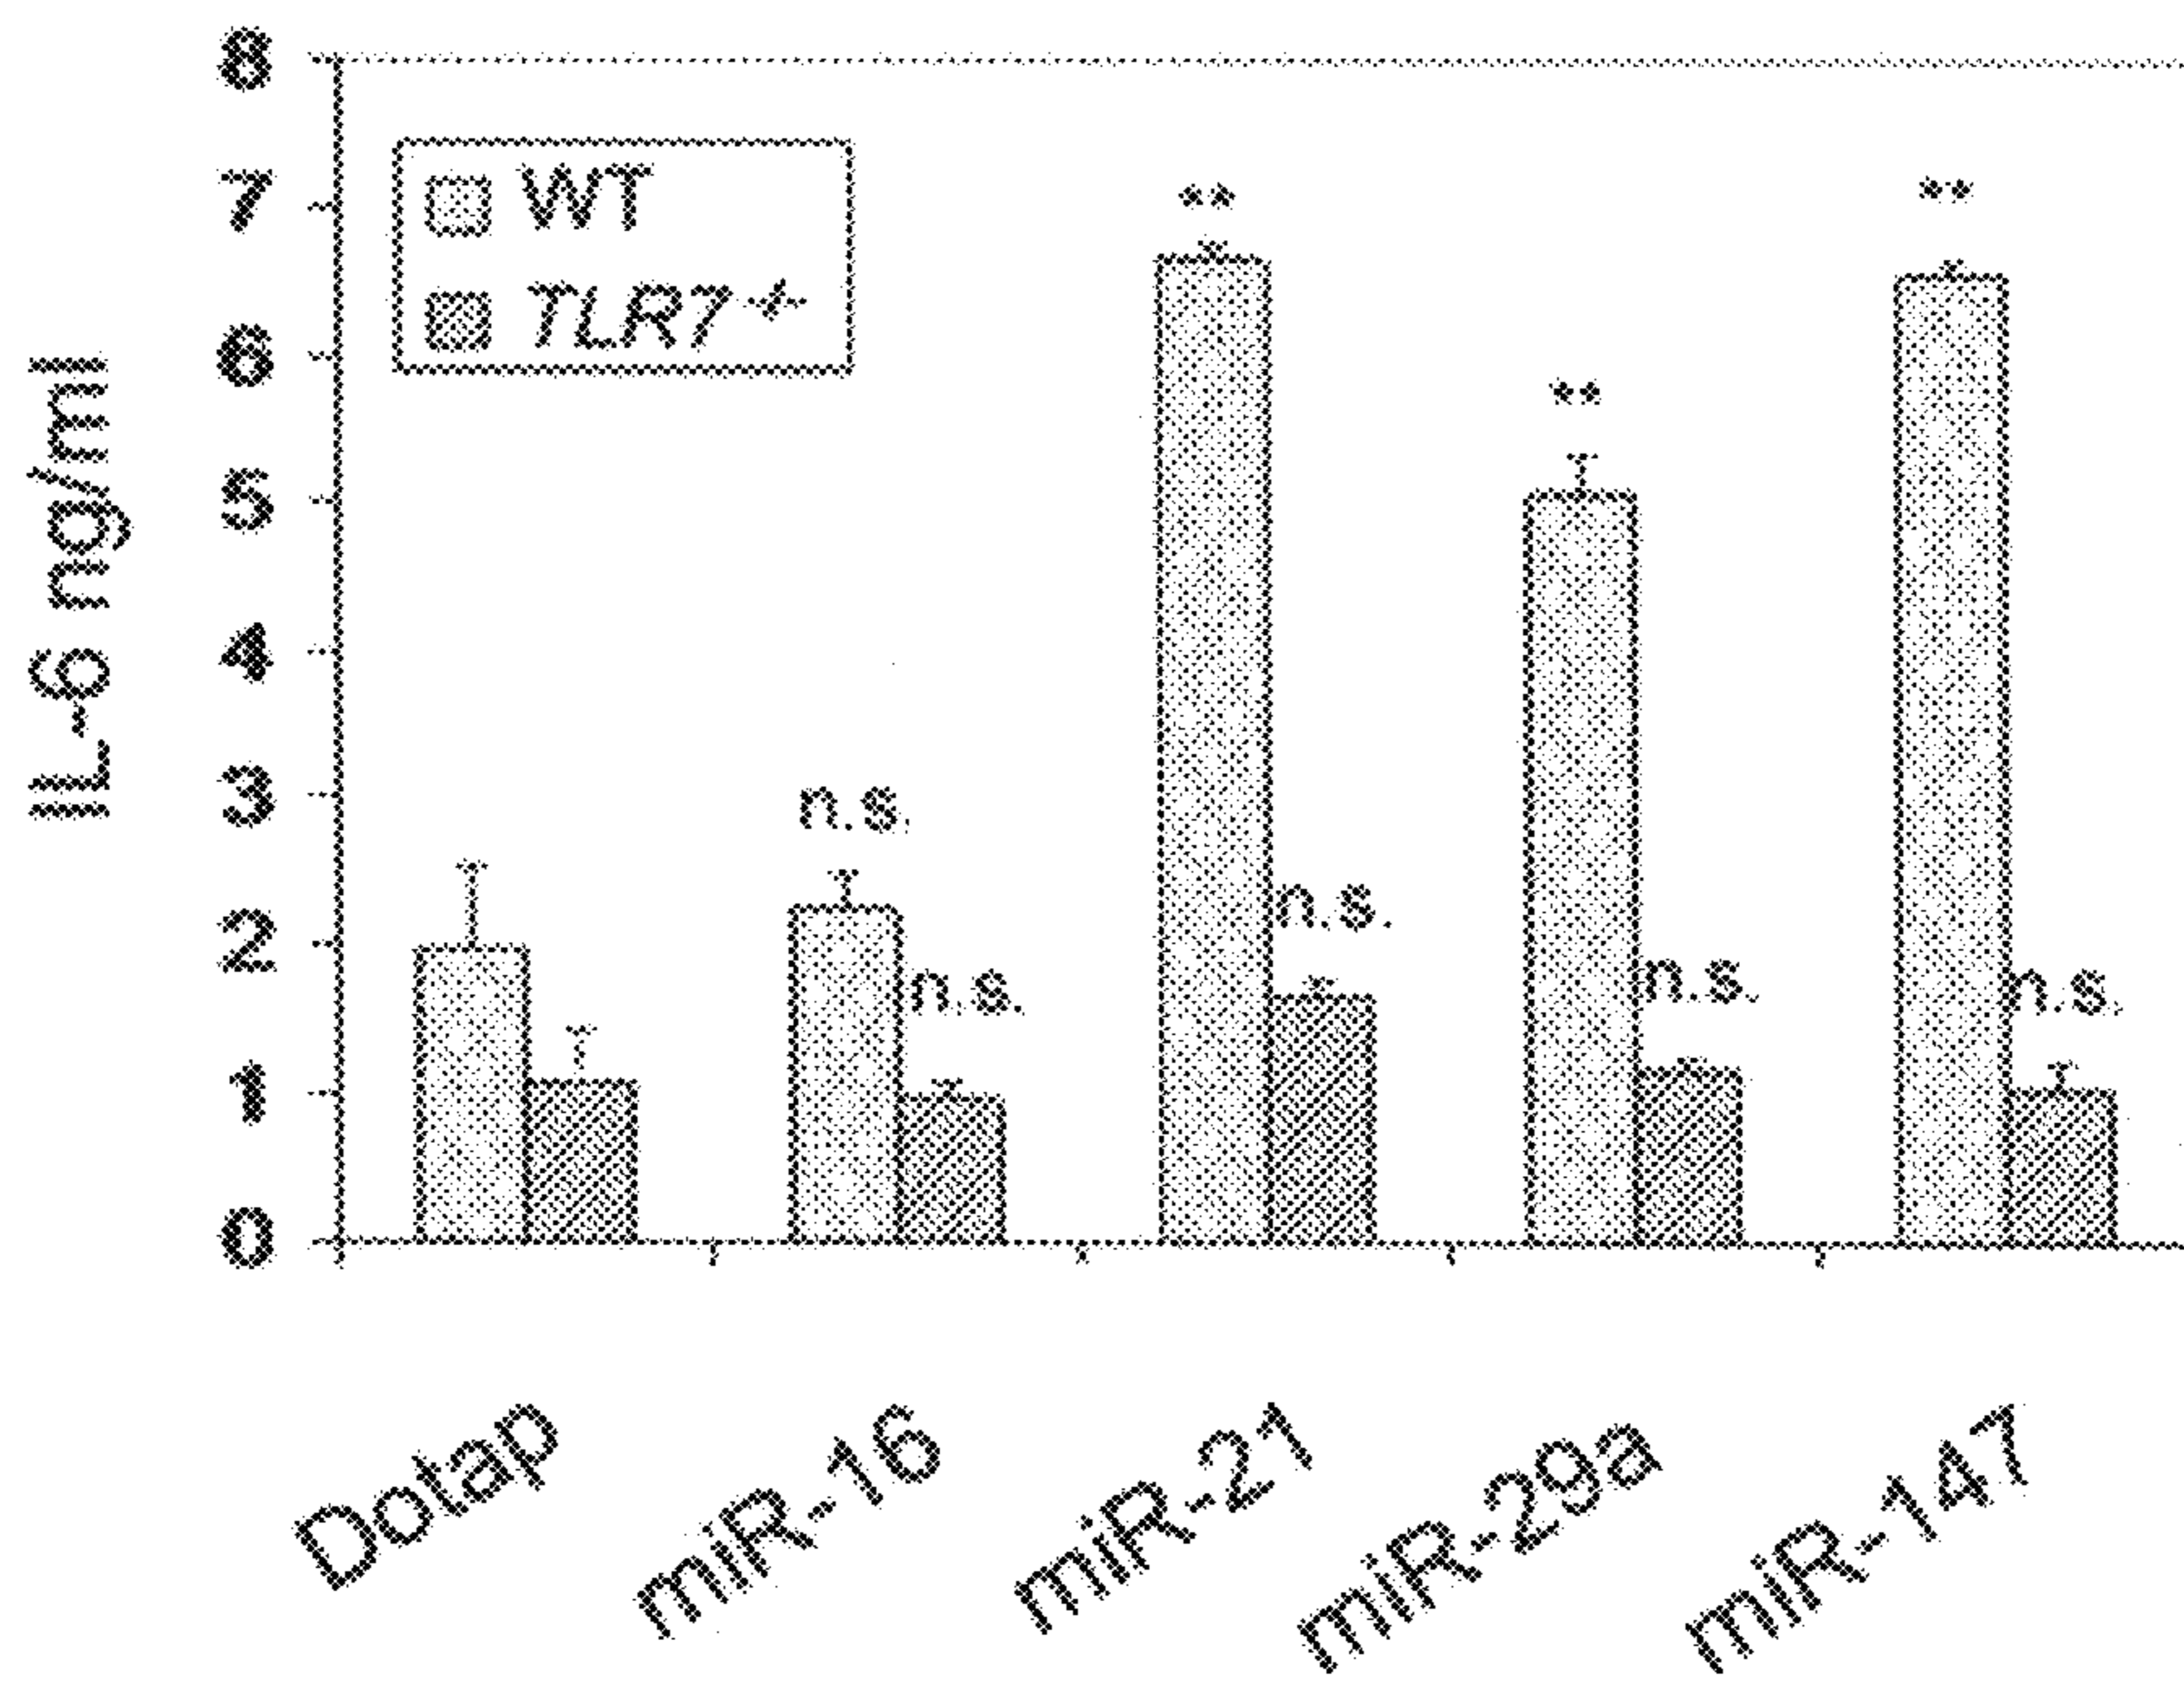 IL-6 ng/ml
8
7
6
5
4
3
2
1
0
WT
TLR7-/-
**
**
**
n.s.
n.s.
n.s.
n.s.
n.s.
Dotap
miR-16
miR-21
miR-29a
miR-147